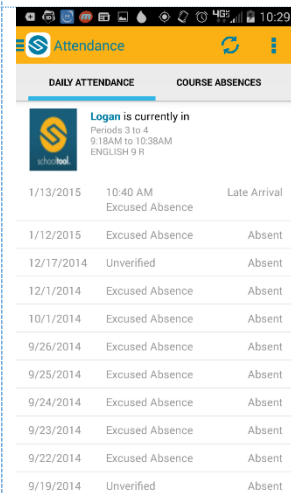 4G 10:29
Attendance
DAILY ATTENDANCE COURSE ABSENCES
Logan is currently in
Periods 3 to 4
9:18AM to 10:38AM
ENGLISH 9 R
schooltool.
1/13/2015 10:40 AM Late Arrival
Excused Absence
1/12/2015 Excused Absence Absent
12/17/2014 Unverified Absent
12/1/2014 Excused Absence Absent
10/1/2014 Excused Absence Absent
9/26/2014 Excused Absence Absent
9/25/2014 Excused Absence Absent
9/24/2014 Excused Absence Absent
9/23/2014 Excused Absence Absent
9/22/2014 Excused Absence Absent
9/19/2014 Unverified Absent